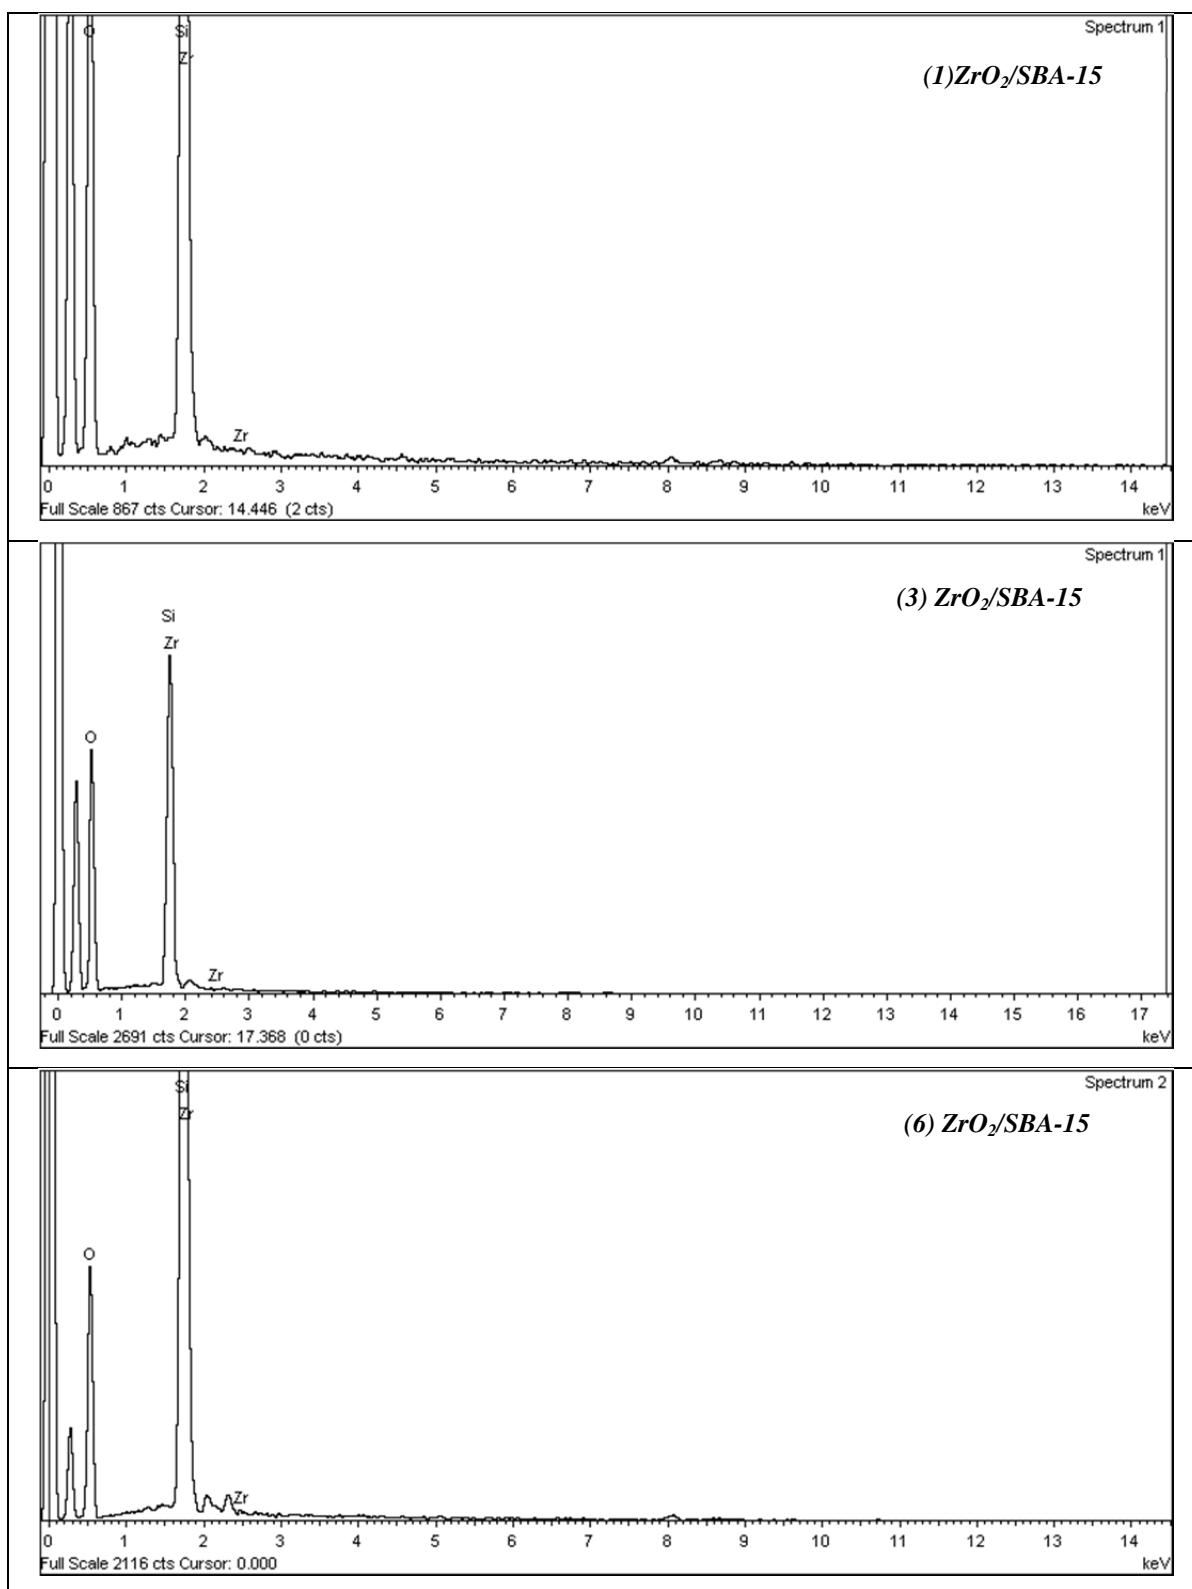 Spectrum 1
(1)ZrO₂/SBA-15
O
Si
Zr
Zr
0 1 2 3 4 5 6 7 8 9 10 11 12 13 14
Full Scale 867 cts Cursor: 14.446 (2 cts)
keV
Spectrum 1
(3) ZrO₂/SBA-15
Si
Zr
O
Zr
0 1 2 3 4 5 6 7 8 9 10 11 12 13 14 15 16 17
Full Scale 2691 cts Cursor: 17.368 (0 cts)
keV
Spectrum 2
(6) ZrO₂/SBA-15
Si
Zr
O
Zr
0 1 2 3 4 5 6 7 8 9 10 11 12 13 14
Full Scale 2116 cts Cursor: 0.000
keV